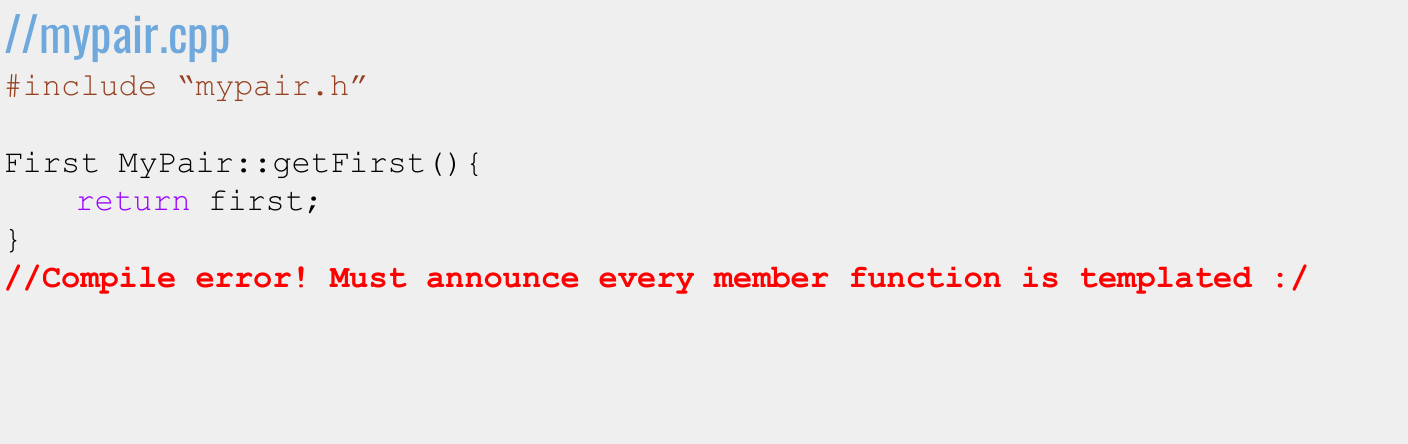 //mypair.cpp
#include “mypair.h”
First MyPair::getFirst(){
return first;
}
//Compile error! Must announce every member function is templated :/